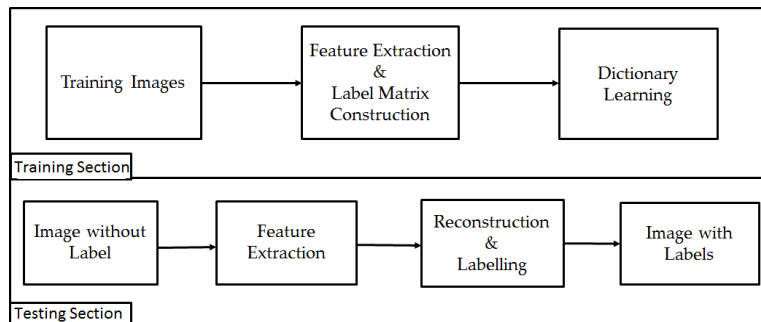 Training Images
Feature Extraction
&
Label Matrix
Construction
Dictionary
Learning
Training Section
Image without
Label
Feature
Extraction
Reconstruction
&
Labelling
Image with
Labels
Testing Section